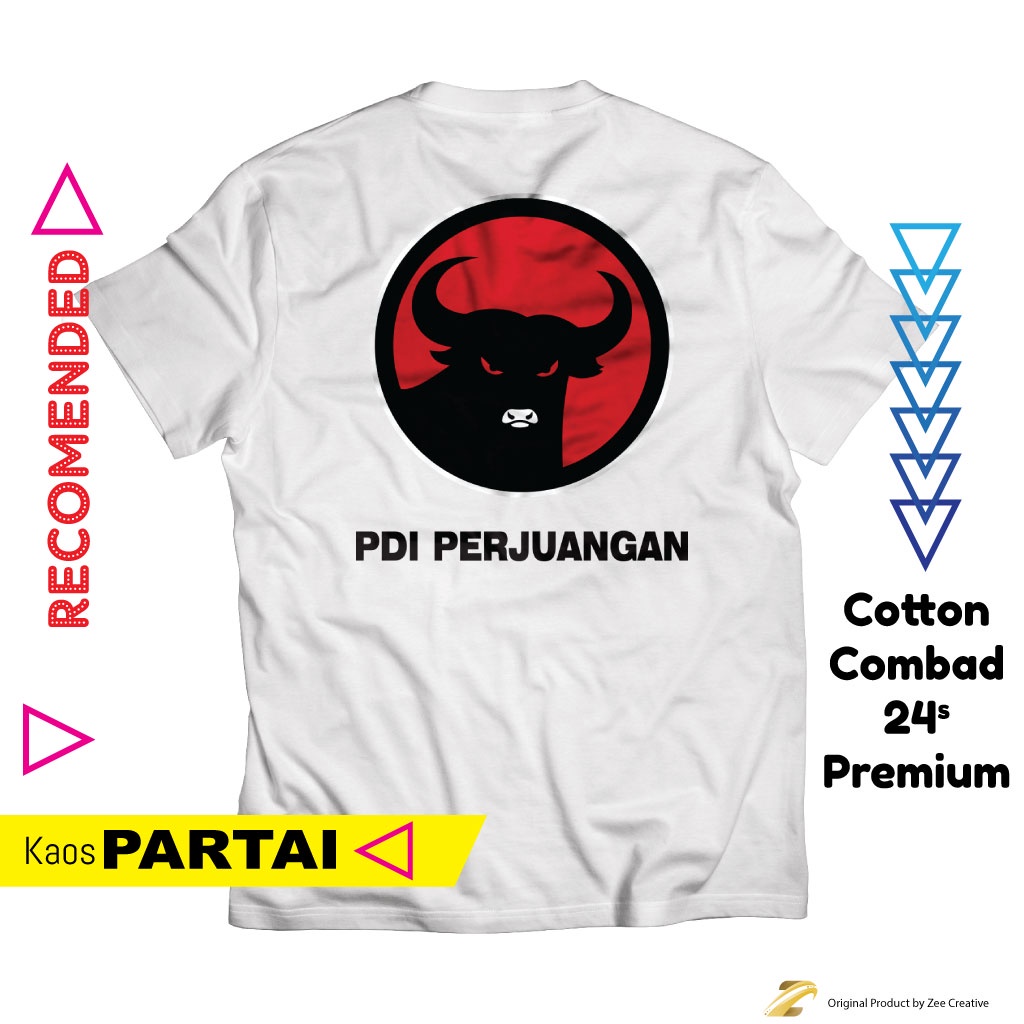 RECOMENDED
PDI PERJUANGAN
Cotton
Combad
24s
Premium
Kaos PARTAI
Original Product by Zee Creative